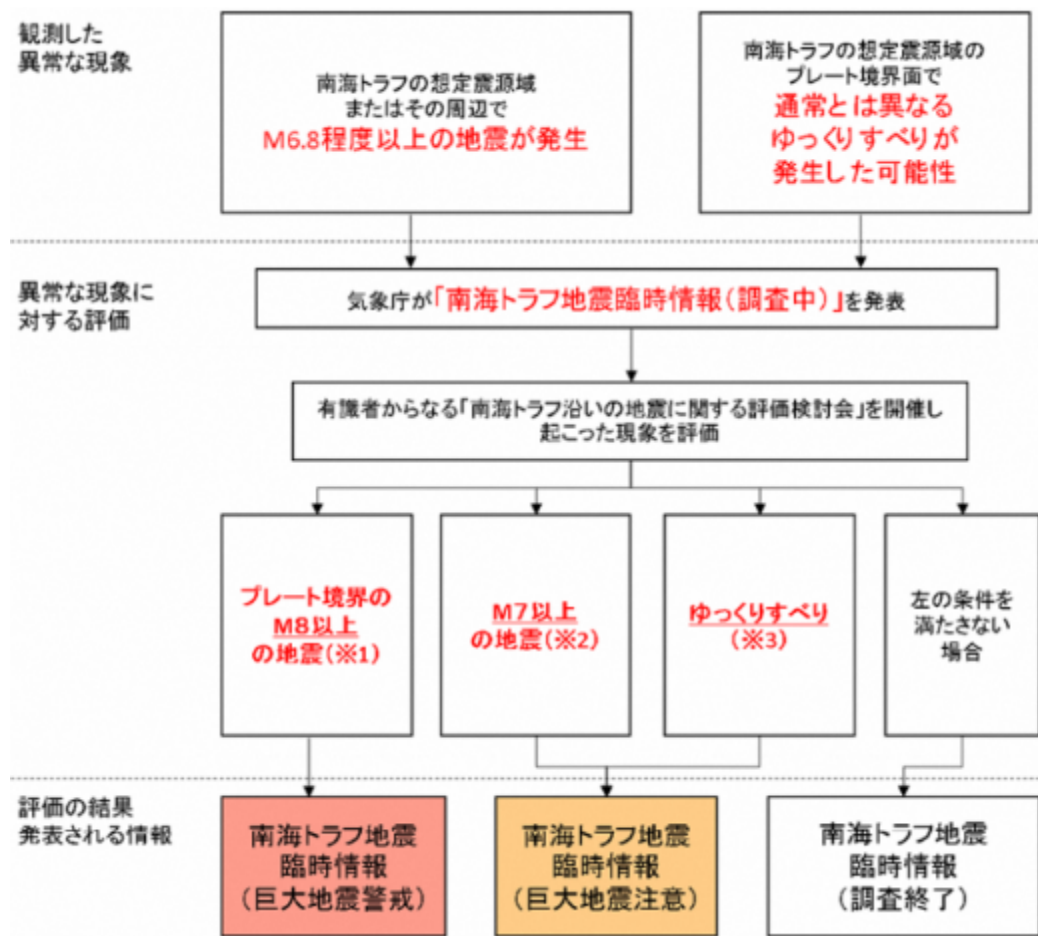 観測した
異常な現象
南海トラフの想定震源域
またはその周辺で
M6.8程度以上の地震が発生
南海トラフの想定震源域の
プレート境界面で
通常とは異なる
ゆっくりすべりが
発生した可能性
異常な現象に
対する評価
気象庁が「南海トラフ地震臨時情報(調査中)」を発表
有識者からなる「南海トラフ沿いの地震に関する評価検討会」を開催し
起こった現象を評価
プレート境界の
M8以上
の地震(※1)
M7以上
の地震(※2)
ゆっくりすべり
(※3)
左の条件を
満たさない
場合
評価の結果
発表される情報
南海トラフ地震
臨時情報
(巨大地震警戒)
南海トラフ地震
臨時情報
(巨大地震注意)
南海トラフ地震
臨時情報
(調査終了)